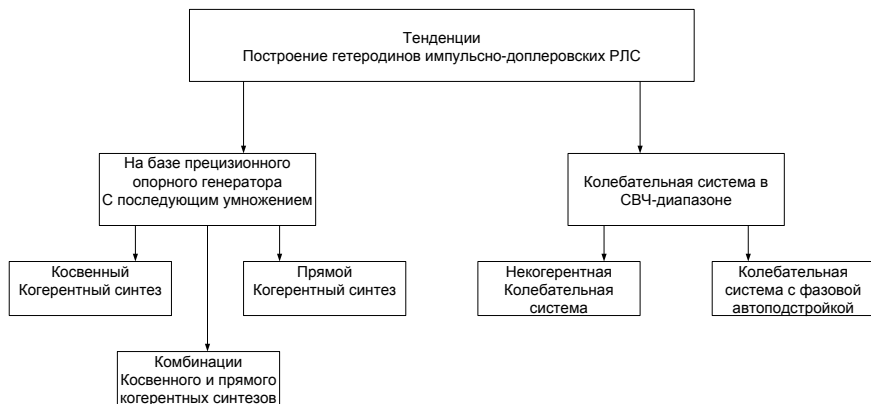 Тенденции
Построение гетеродинов импульсно-доплеровских РЛС
На базе прецизионного
опорного генератора
С последующим умножением
Колебательная система в
СВЧ-диапазоне
Косвенный
Когерентный синтез
Прямой
Когерентный синтез
Некогерентная
Колебательная
система
Колебательная
система с фазовой
автоподстройкой
Комбинации
Косвенного и прямого
когерентных синтезов